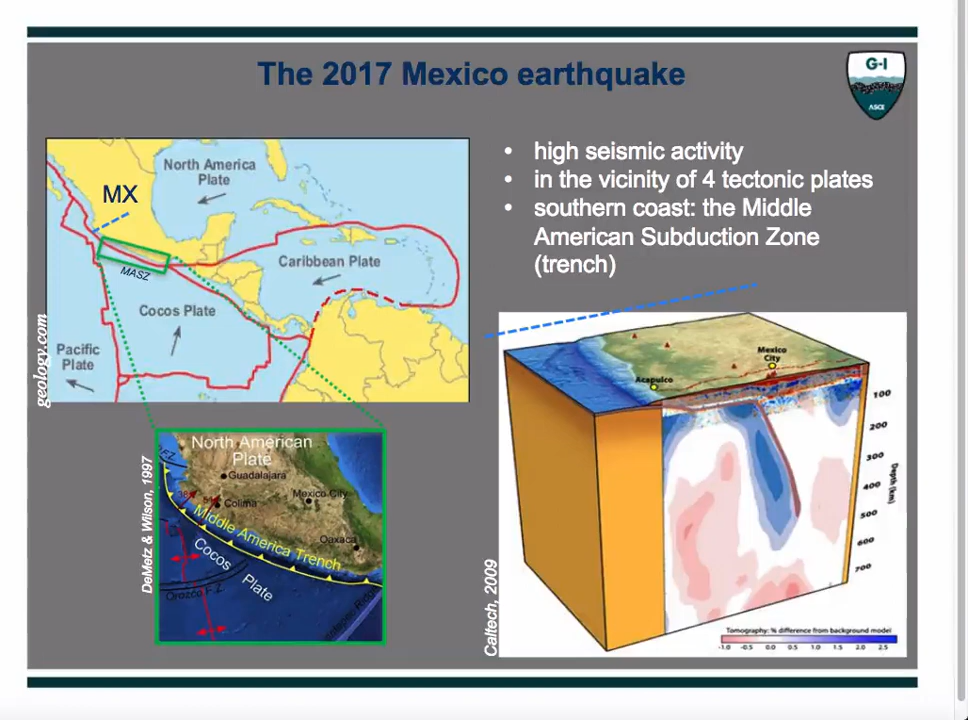 The 2017 Mexico earthquake
G-I
ASCE
North America
Plate
MX
MASZ
Caribbean Plate
Cocos Plate
Pacific
Plate
geology.com
• high seismic activity
• in the vicinity of 4 tectonic plates
• southern coast: the Middle
American Subduction Zone
(trench)
North American
Plate
Guadalajara
Mexico City
Colima
Middle America Trench
Oaxaca
Cocos
Plate
Orozco FZ
DeMetz & Wilson, 1997
Mexico
City
Acapulco
100
200
300
400
500
600
700
Depth (km)
Tomography: % difference from background model
-1.0 -0.5 0.0 0.5 1.0 1.5 2.0 2.5
Caltech, 2009